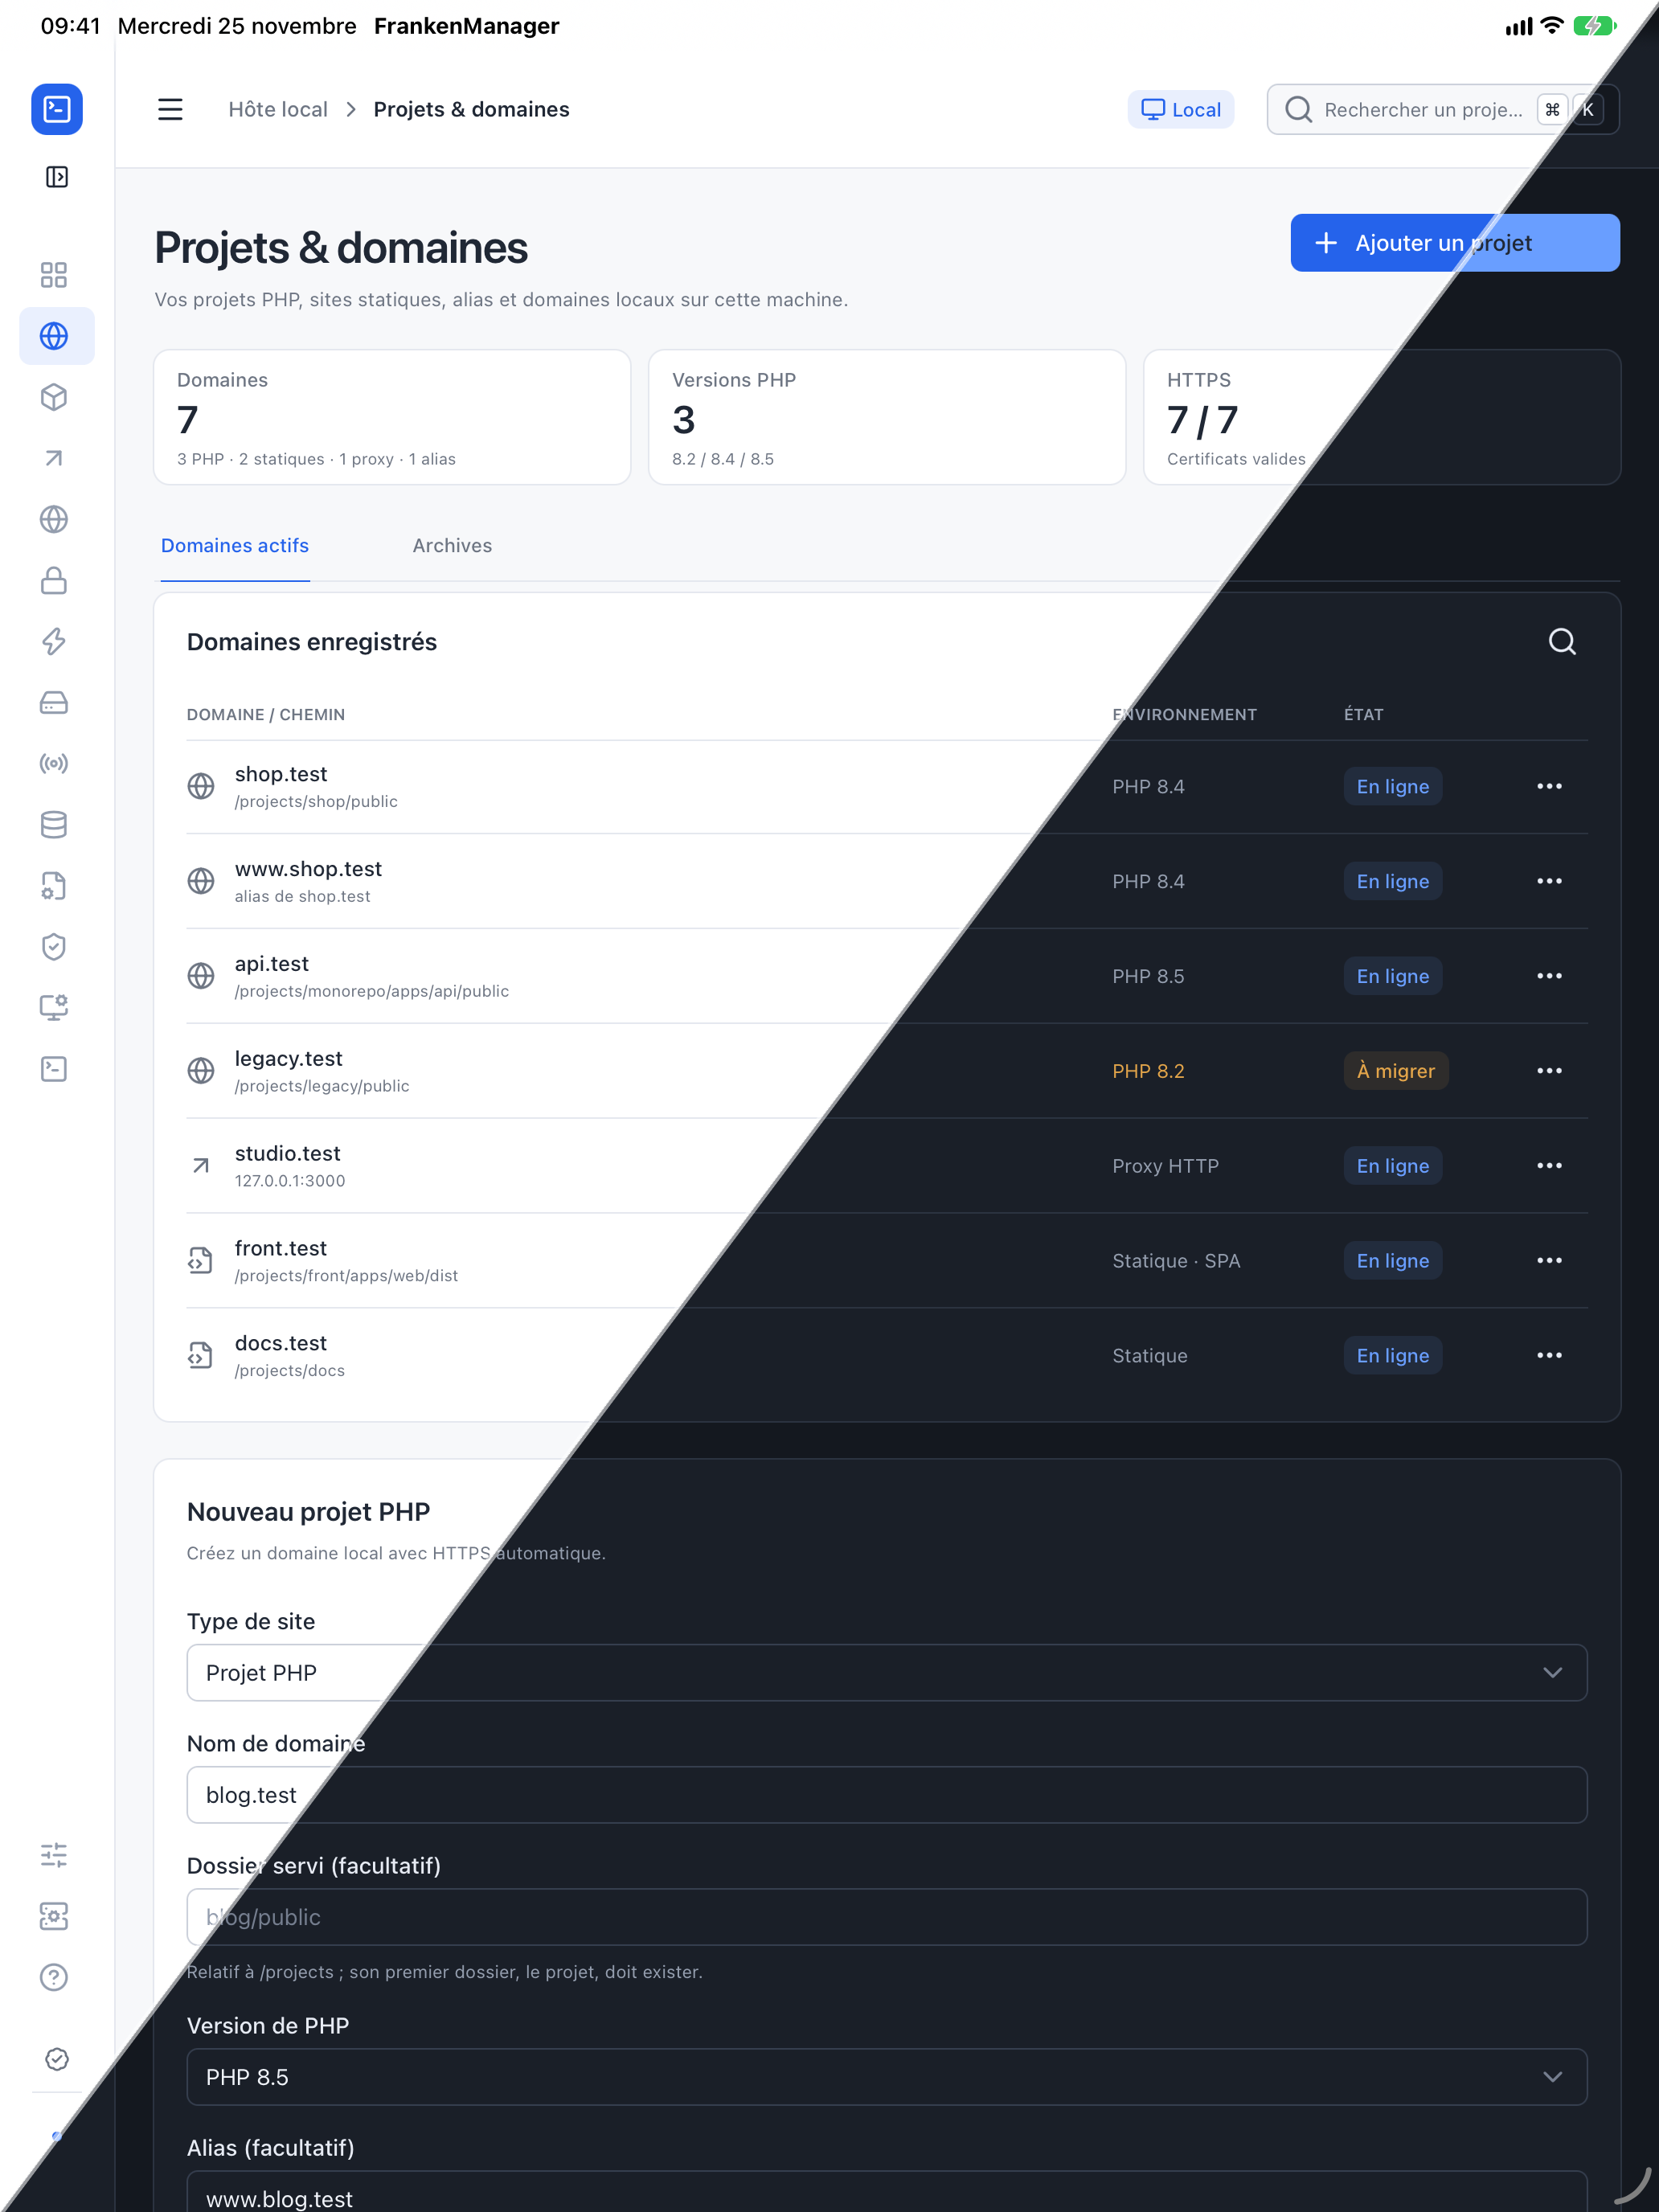 09:41 Mercredi 25 novembre FrankenManager
Hôte local > Projets & domaines
Local
Rechercher un proje... ⌘ K
Projets & domaines
Ajouter un projet
Vos projets PHP, sites statiques, alias et domaines locaux sur cette machine.
Domaines
7
3 PHP · 2 statiques · 1 proxy · 1 alias
Versions PHP
3
8.2 / 8.4 / 8.5
HTTPS
7 / 7
Certificats valides
Domaines actifs
Archives
Domaines enregistrés
DOMAINE / CHEMIN ENVIRONNEMENT ÉTAT
shop.test
/projects/shop/public
PHP 8.4
En ligne
www.shop.test
alias de shop.test
PHP 8.4
En ligne
api.test
/projects/monorepo/apps/api/public
PHP 8.5
En ligne
legacy.test
/projects/legacy/public
PHP 8.2
À migrer
studio.test
127.0.0.1:3000
Proxy HTTP
En ligne
front.test
/projects/front/apps/web/dist
Statique · SPA
En ligne
docs.test
/projects/docs
Statique
En ligne
Nouveau projet PHP
Créez un domaine local avec HTTPS automatique.
Type de site
Projet PHP
Nom de domaine
blog.test
Dossier servi (facultatif)
blog/public
Relatif à /projects ; son premier dossier, le projet, doit exister.
Version de PHP
PHP 8.5
Alias (facultatif)
www.blog.test